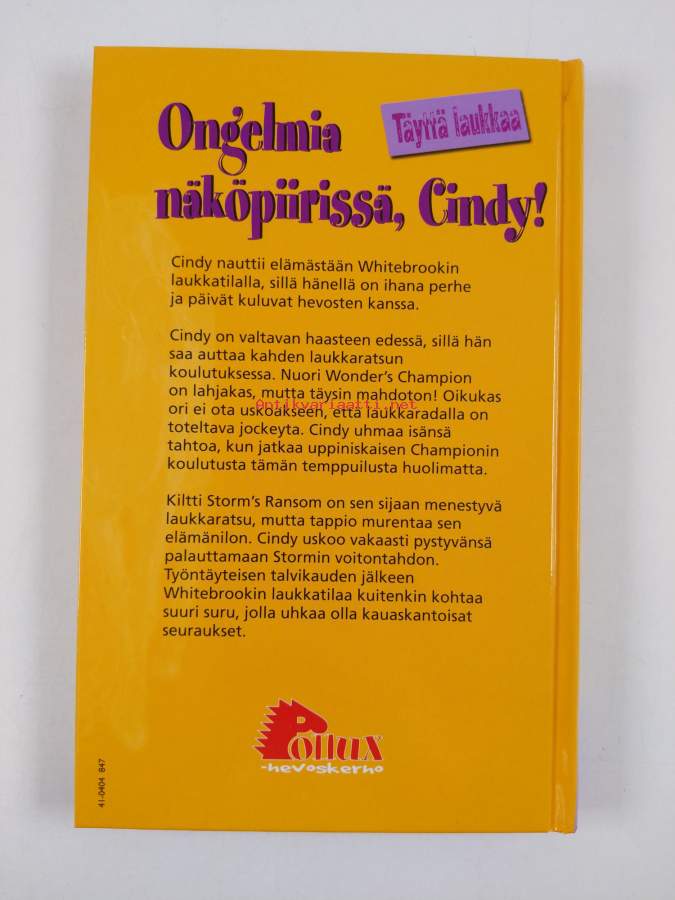 Ongelmia
Täyttä laukkaa
näköpiirissä, Cindy!
Cindy nauttii elämästään Whitebrookin
laukkatilalla, sillä hänellä on ihana perhe
ja päivät kuluvat hevosten kanssa.
Cindy on valtavan haasteen edessä, sillä hän
saa auttaa kahden laukkaratsun
koulutuksessa. Nuori Wonder's Champion
on lahjakas, mutta täysin mahdoton! Oikukas
Antikvariaatti.net
ori ei ota uskoakseen, että laukkaradalla on
toteltava jockeyta. Cindy uhmaa isänsä
tahtoa, kun jatkaa uppiniskaisen Championin
koulutusta tämän temppuilusta huolimatta.
Kiltti Storm's Ransom on sen sijaan menestyvä
laukkaratsu, mutta tappio murentaa sen
elämänilon. Cindy uskoo vakaasti pystyvänsä
palauttamaan Stormin voitontahdon.
Työntäyteisen talvikauden jälkeen
Whitebrookin laukkatilaa kuitenkin kohtaa
suuri suru, jolla uhkaa olla kauaskantoisat
seuraukset.
Pollux
-hevoskerho
41-0404 847